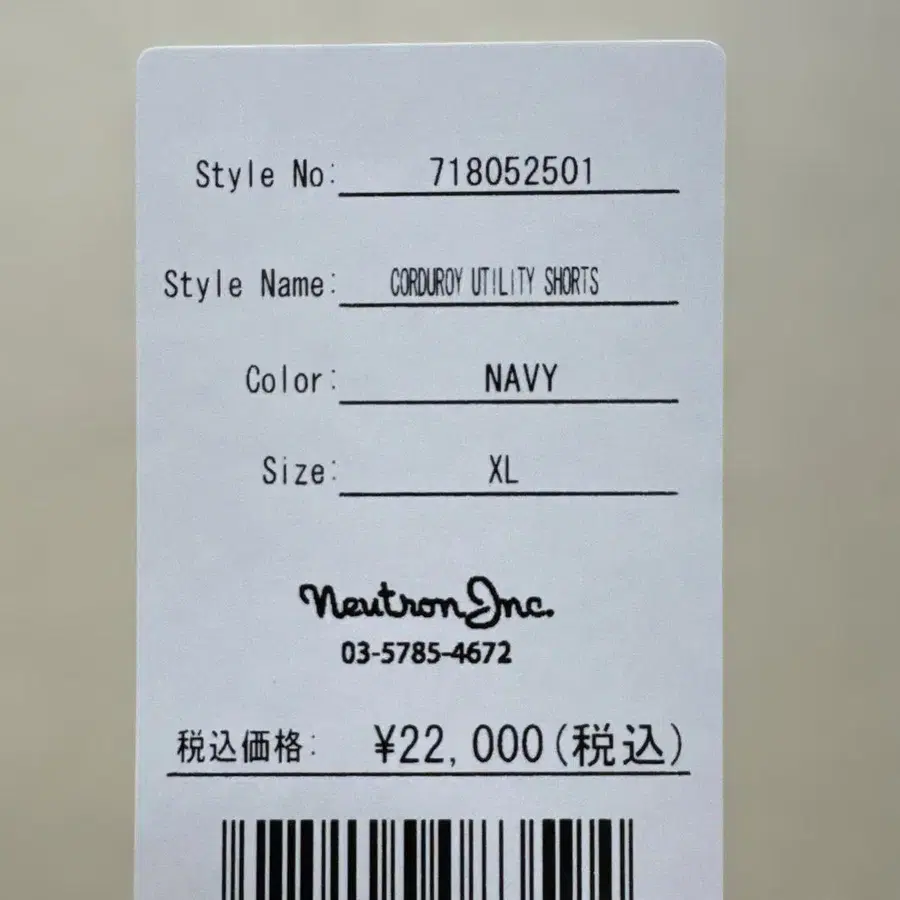 Style No: 718052501
Style Name: CORDUROY UTILITY SHORTS
Color: NAVY
Size: XL
Neutron Inc.
03-5785-4672
税込価格: ¥22,000(税込)